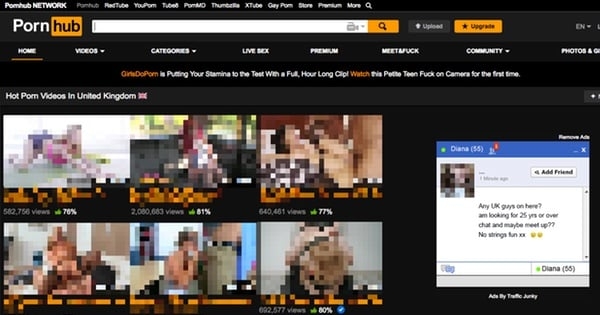 Pornhub NETWORK Pornhub RedTube YouPorn Tube8 PornMD Thumbzilla XTube Gay Porn Store Premium More
Porn hub
Upload
Upgrade
EN
HOME VIDEOS CATEGORIES LIVE SEX PREMIUM MEET&FUCK COMMUNITY PHOTOS & GI
GirlsDoPorn is Putting Your Stamina to the Test With a Full, Hour Long Clip! Watch this Petite Teen Fuck on Camera for the first time.
Hot Porn Videos In United Kingdom
582,756 views 76%
2,080,683 views 81%
640,461 views 77%
692,577 views 80%
Remove Ads
Diana (55)
_ X
...
1 Minute ago
Add Friend
Any UK guys on here?
am looking for 25 yrs or over
chat and maybe meet up??
No strings fun xx
Diana (55)
Ads By Traffic Junky